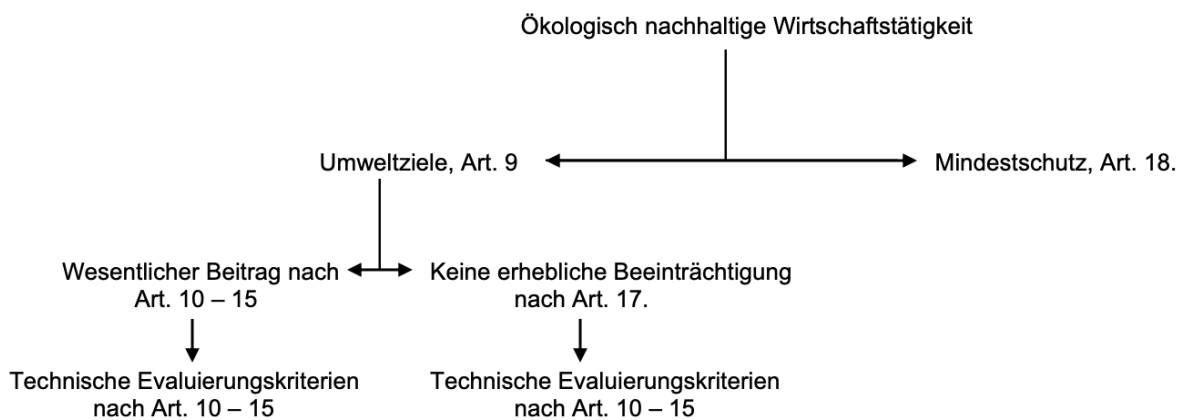 Ökologisch nachhaltige Wirtschaftstätigkeit
Umweltziele, Art. 9
Mindestschutz, Art. 18.
Wesentlicher Beitrag nach
Art. 10 – 15
Keine erhebliche Beeinträchtigung
nach Art. 17.
Technische Evaluierungskriterien
nach Art. 10 – 15
Technische Evaluierungskriterien
nach Art. 10 – 15